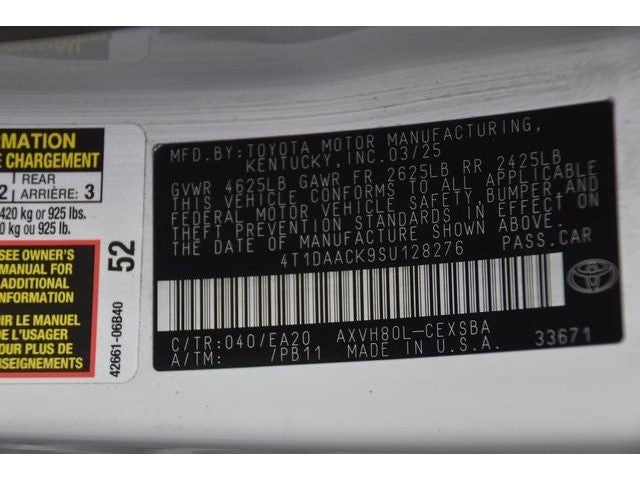 MATION
E CHARGEMENT
REAR
2 ARRIÈRE: 3
420 kg or 925 lbs.
0 kg ou 925 lb.
SEE OWNER'S
MANUAL FOR
ADDITIONAL
INFORMATION
OIR LE MANUEL
DE L'USAGER
OUR PLUS DE
NSEIGNEMENTS
52
42661-06B40
MFD. BY:TOYOTA MOTOR MANUFACTURING,
KENTUCKY, INC. 03/25
GVWR 4625LB GAWR FR 2625LB RR 2425LB
THIS VEHICLE CONFORMS TO ALL APPLICABLE
FEDERAL MOTOR VEHICLE SAFETY, BUMPER, AND
THEFT PREVENTION STANDARDS IN EFFECT ON
THE DATE OF MANUFACTURE SHOWN ABOVE.
4T1DAACK9SU128276 PASS.CAR
TOYOTA
C/TR:040/EA20 AXVH80L-CEXSBA
A/TM: /PB11 MADE IN U.S.A. 33671